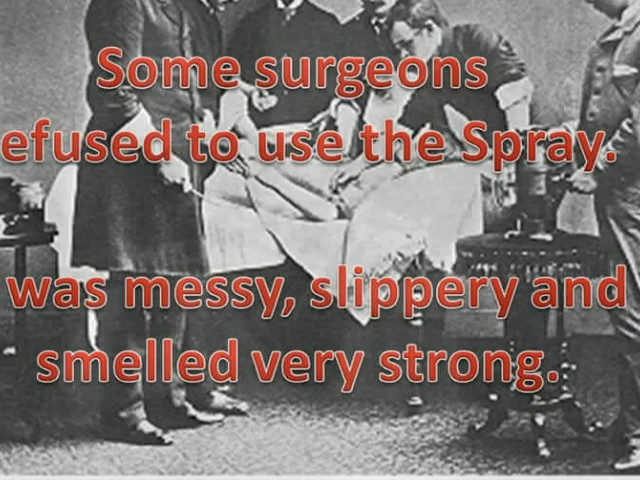 Some surgeons
efused to use the Spray.
was messy, slippery and
smelled very strong.